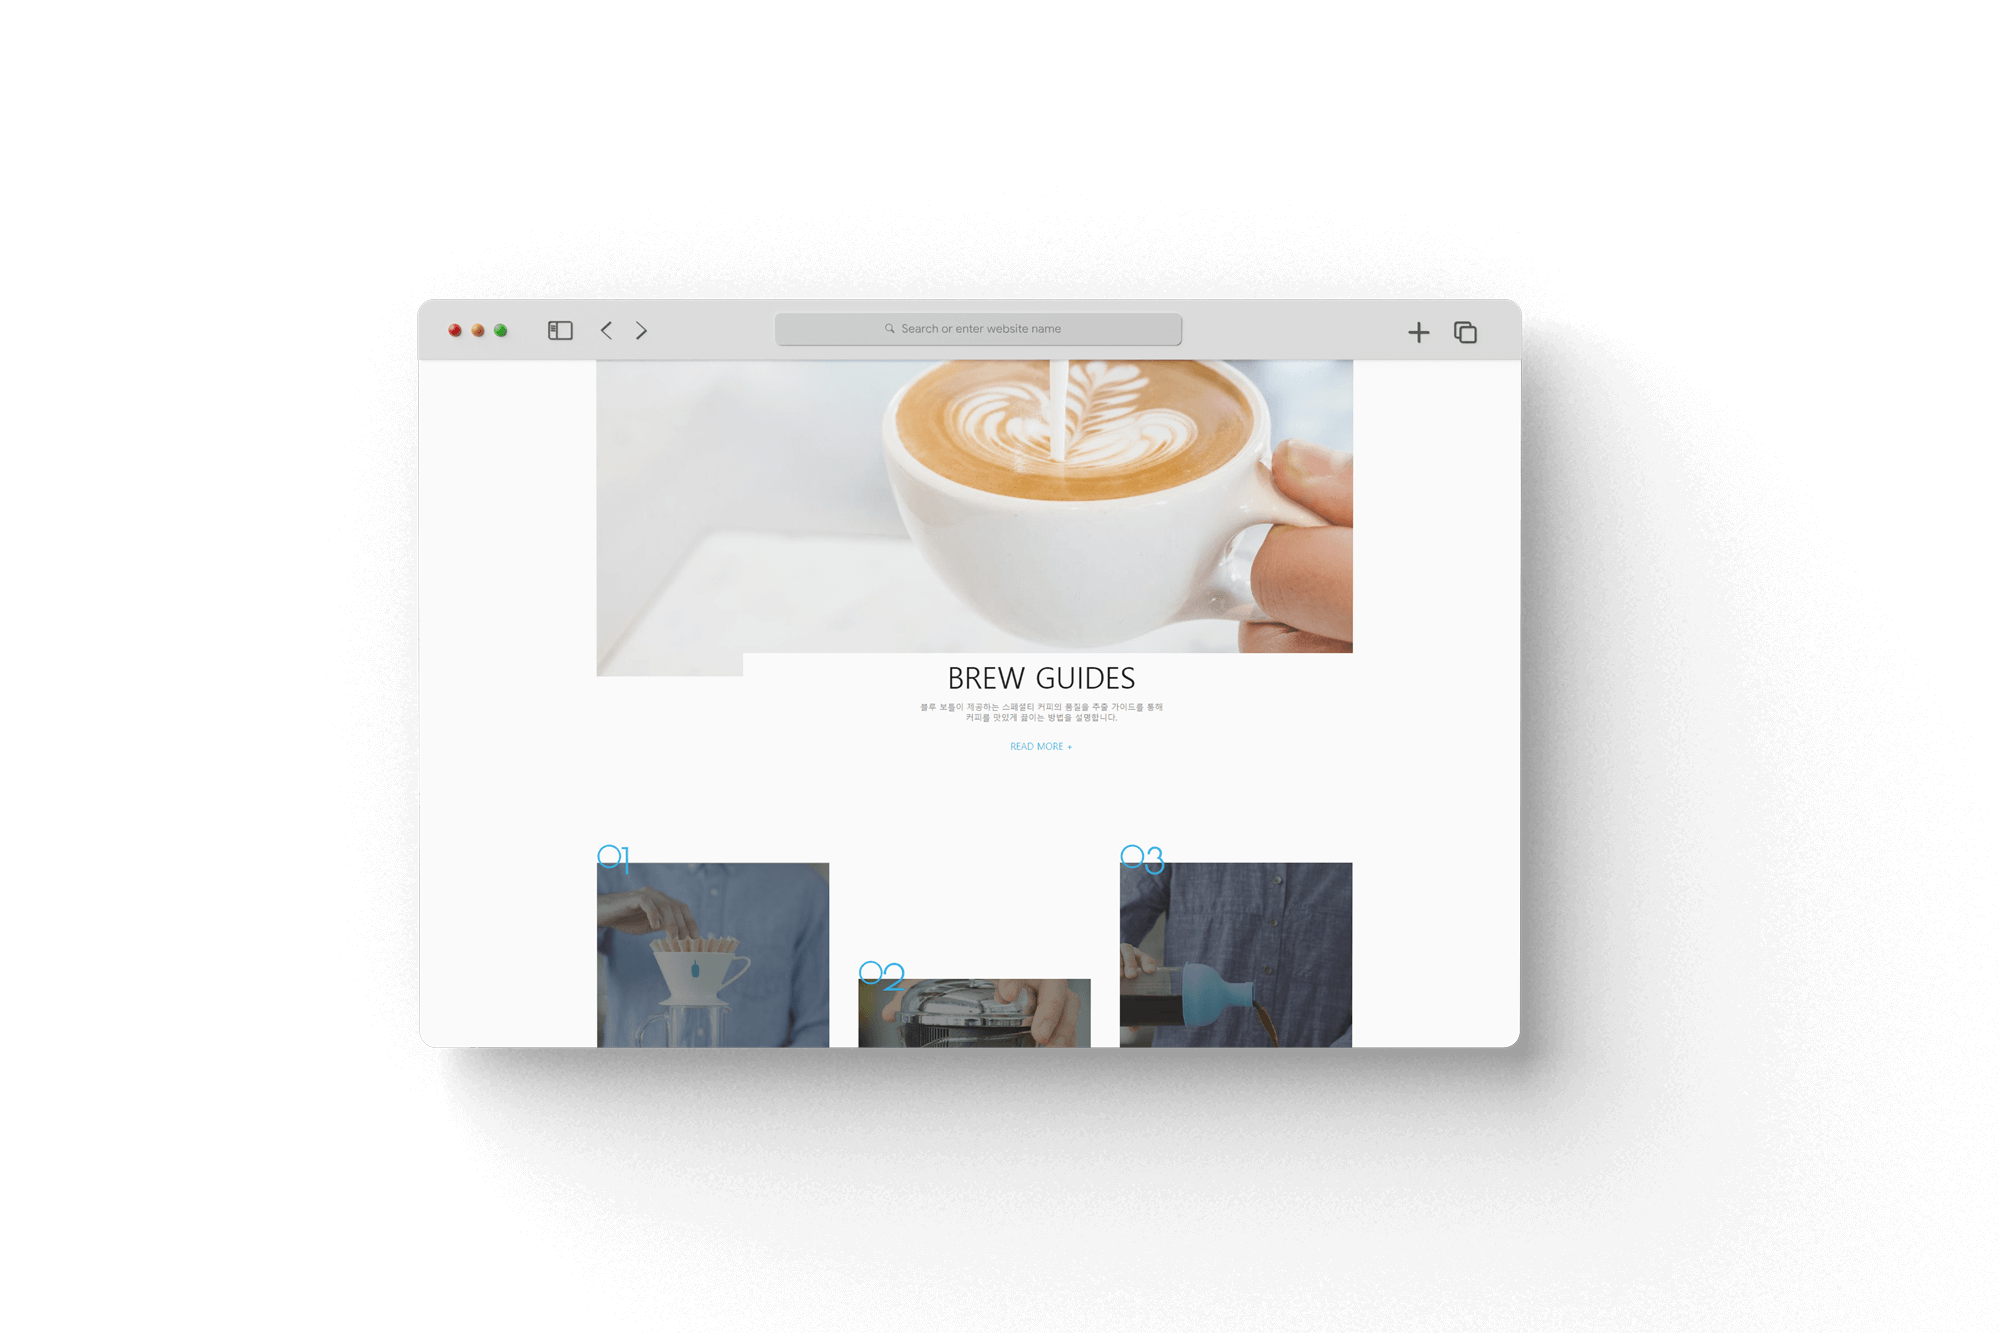 Search or enter website name
BREW GUIDES
블루 보틀이 제공하는 스페셜티 커피의 품질을 추출 가이드를 통해
커피를 맛있게 끓이는 방법을 설명합니다.
READ MORE +
01
03
02